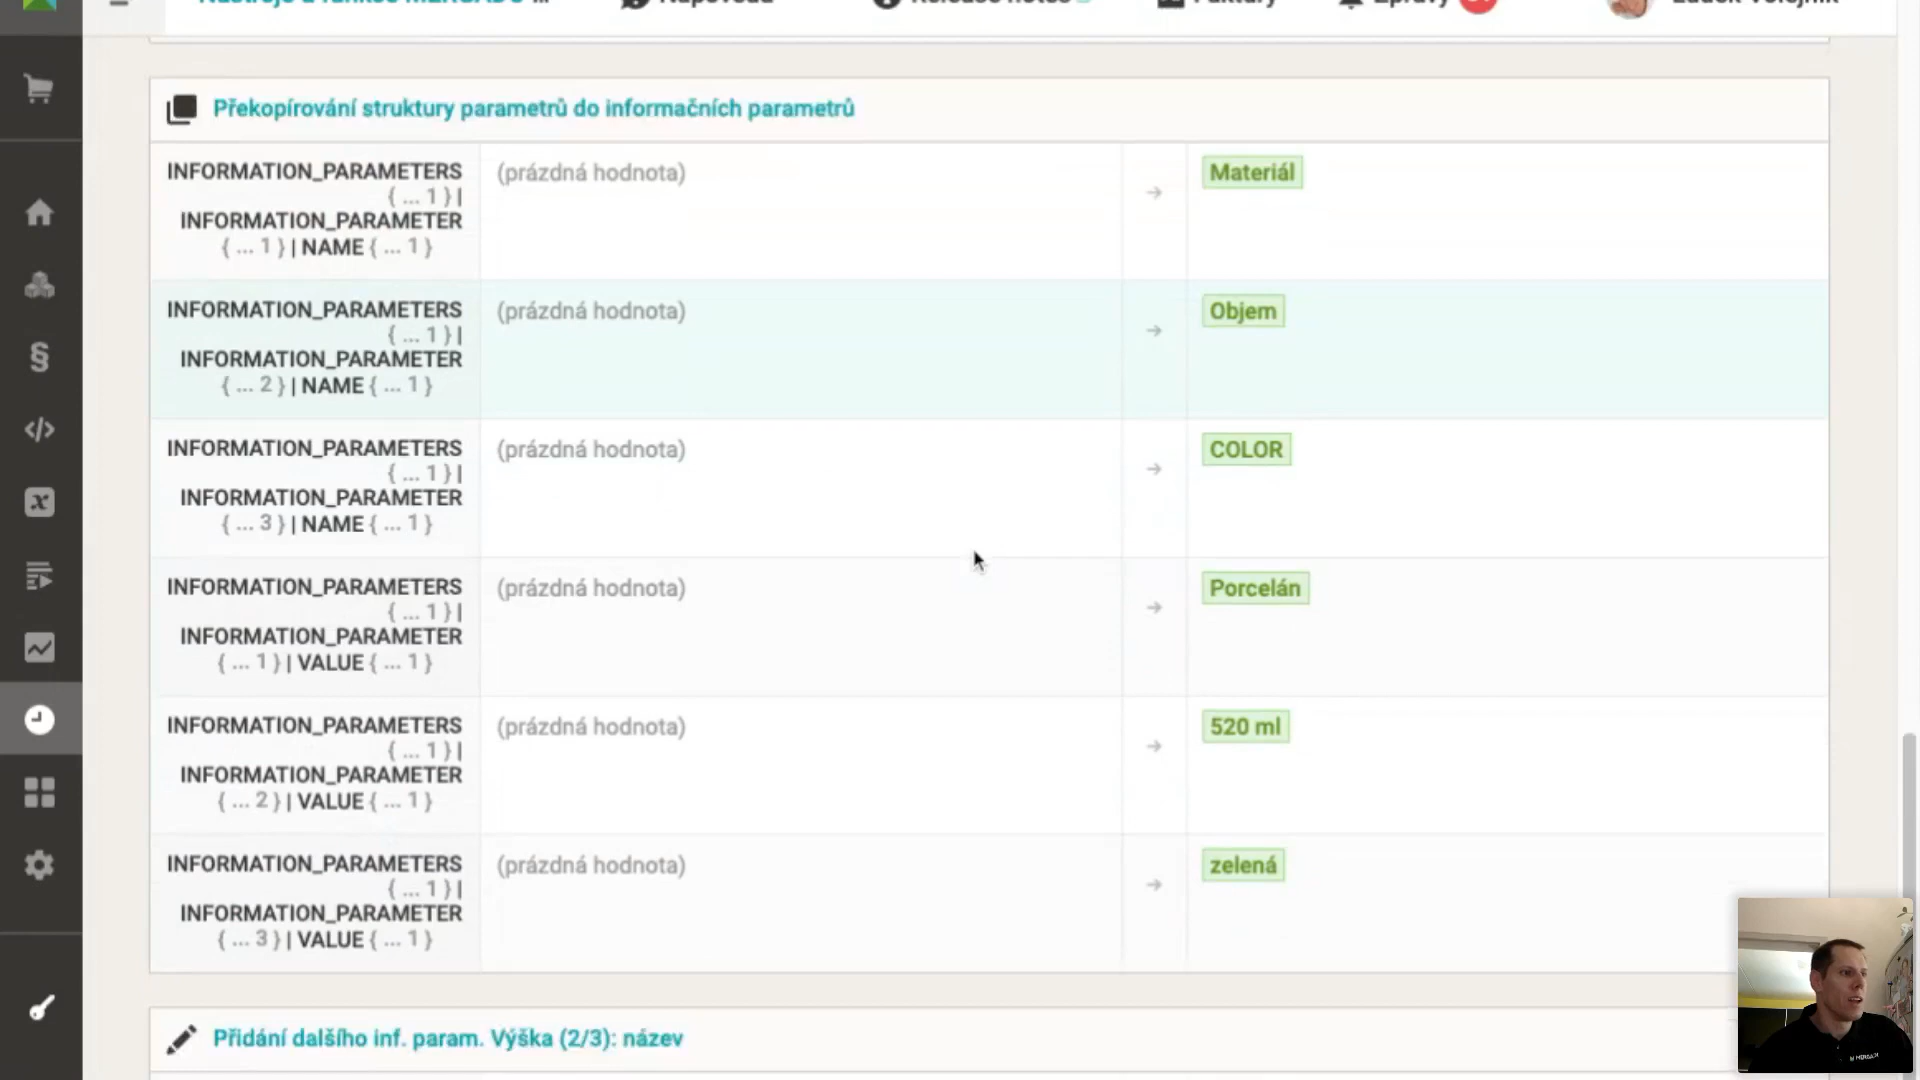 Překopírování struktury parametrů do informačních parametrů
INFORMATION_PARAMETERS
{ ... 1 } |
INFORMATION_PARAMETER
{ ... 1 } | NAME { ... 1 }
(prázdná hodnota)
→
Materiál
INFORMATION_PARAMETERS
{ ... 1 } |
INFORMATION_PARAMETER
{ ... 2 } | NAME { ... 1 }
(prázdná hodnota)
→
Objem
INFORMATION_PARAMETERS
{ ... 1 } |
INFORMATION_PARAMETER
{ ... 3 } | NAME { ... 1 }
(prázdná hodnota)
→
COLOR
INFORMATION_PARAMETERS
{ ... 1 } |
INFORMATION_PARAMETER
{ ... 1 } | VALUE { ... 1 }
(prázdná hodnota)
→
Porcelán
INFORMATION_PARAMETERS
{ ... 1 } |
INFORMATION_PARAMETER
{ ... 2 } | VALUE { ... 1 }
(prázdná hodnota)
→
520 ml
INFORMATION_PARAMETERS
{ ... 1 } |
INFORMATION_PARAMETER
{ ... 3 } | VALUE { ... 1 }
(prázdná hodnota)
→
zelená
Přidání dalšího inf. param. Výška (2/3): název